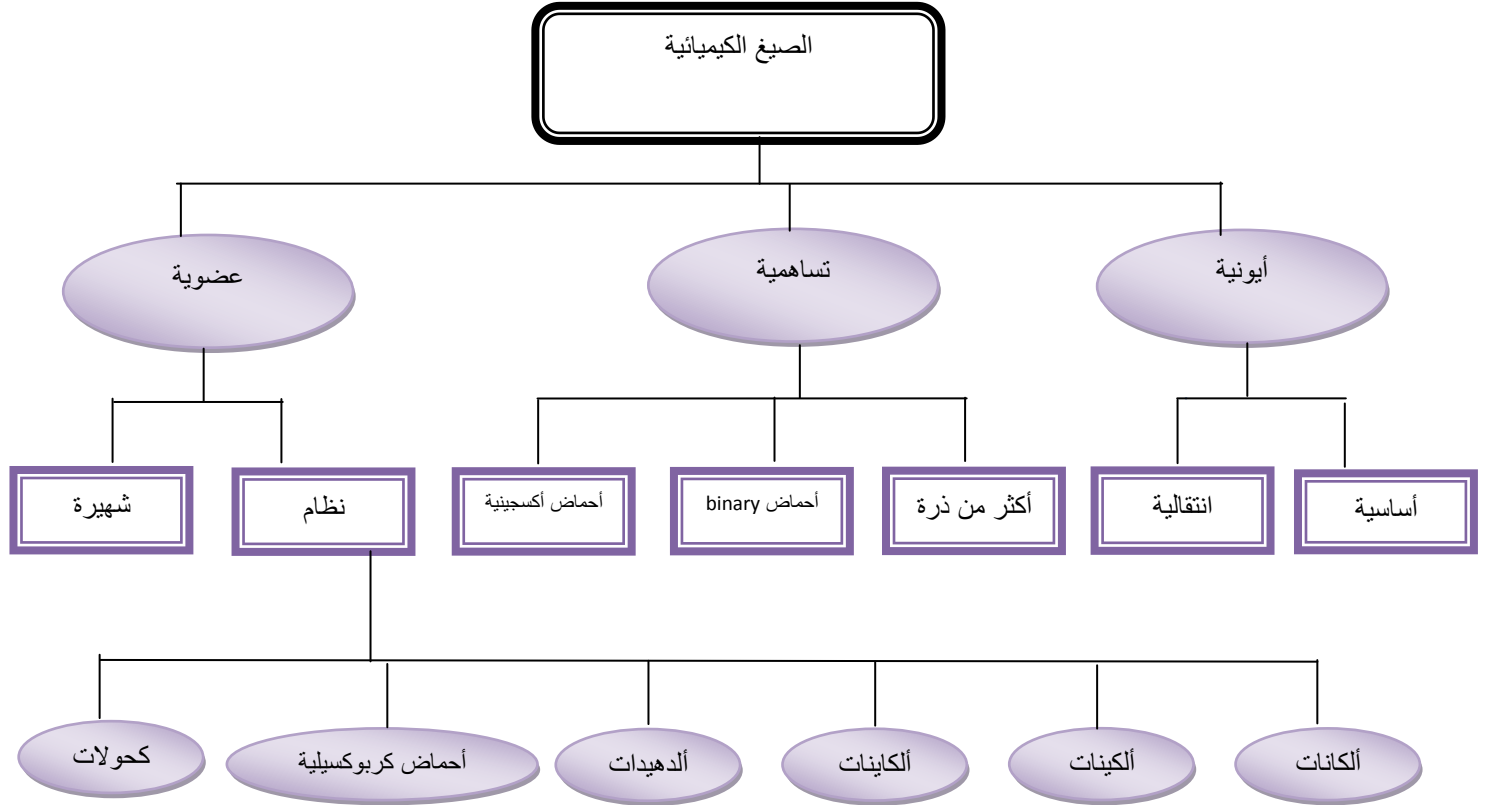 الصيغ الكيميائية
أيونية
تساهمية
عضوية
أساسية
انتقالية
أكثر من ذرة
أحماض binary
أحماض أكسجينية
نظام
شهيرة
ألكانات
ألكينات
ألكاينات
ألدهيدات
أحماض كربوكسيلية
كحولات